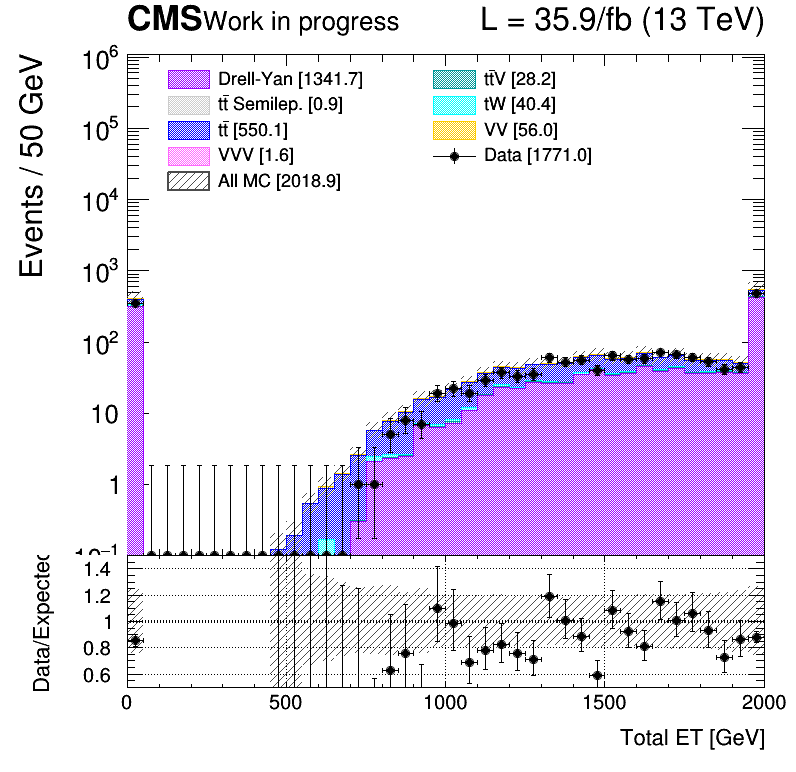 CMS Work in progress L = 35.9/fb (13 TeV)
Events / 50 GeV
10⁶
10⁵
10⁴
10³
10²
10
1
10⁻¹
Drell-Yan [1341.7]
tt̄ Semilep. [0.9]
tt̄ [550.1]
VVV [1.6]
All MC [2018.9]
tt̄V [28.2]
tW [40.4]
VV [56.0]
Data [1771.0]
Data/Expected
1.4
1.2
1
0.8
0.6
0 500 1000 1500 2000
Total ET [GeV]